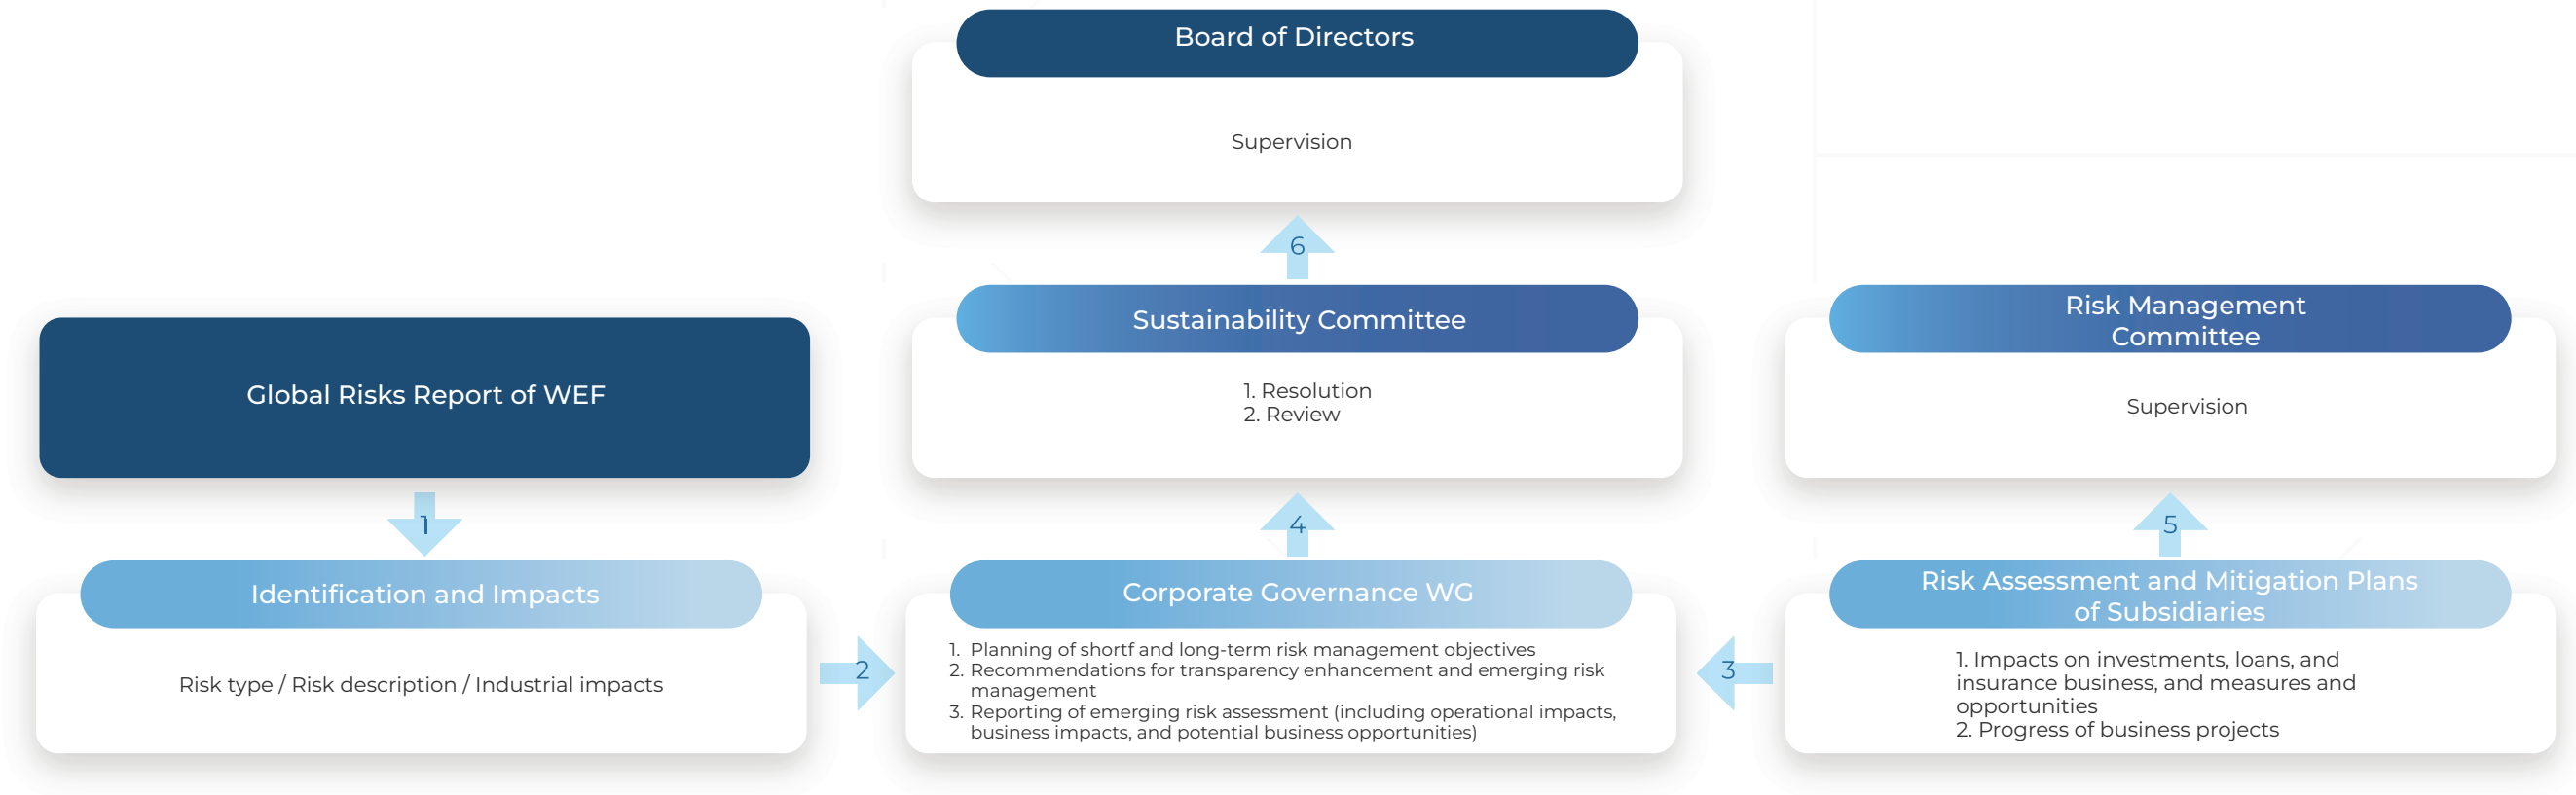 Board of Directors
Supervision
6
Global Risks Report of WEF
1
Identification and Impacts
Risk type / Risk description / Industrial impacts
2
Sustainability Committee
1. Resolution
2. Review
4
Corporate Governance WG
1. Planning of shortf and long-term risk management objectives
2. Recommendations for transparency enhancement and emerging risk
management
3. Reporting of emerging risk assessment (including operational impacts,
business impacts, and potential business opportunities)
3
Risk Management
Committee
Supervision
5
Risk Assessment and Mitigation Plans
of Subsidiaries
1. Impacts on investments, loans, and
insurance business, and measures and
opportunities
2. Progress of business projects